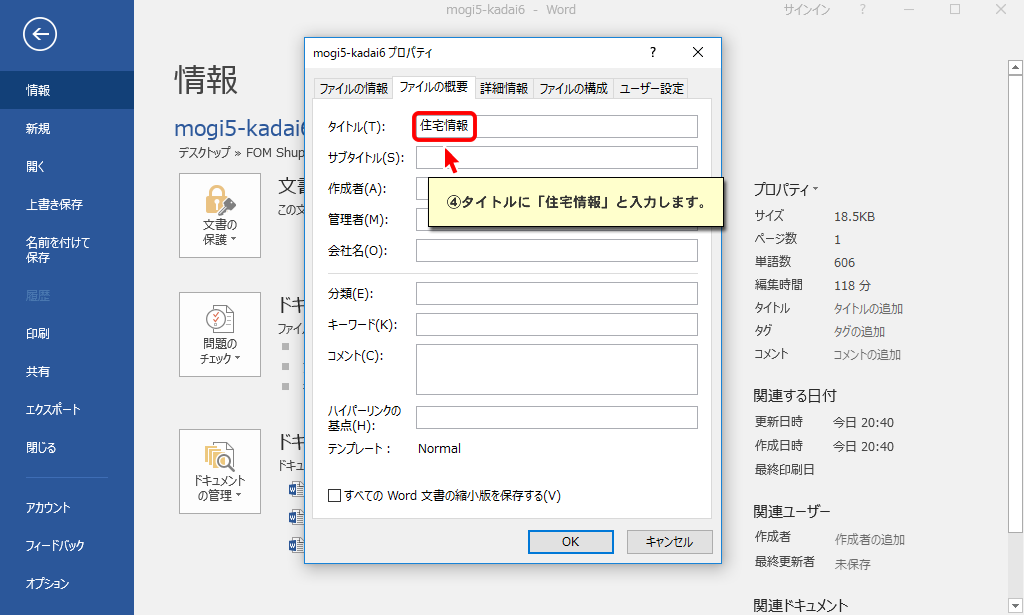 mogi5-kadai6 - Word
サインイン
?
情報
新規
開く
上書き保存
名前を付けて
保存
履歴
印刷
共有
エクスポート
閉じる
アカウント
フィードバック
オプション
情報
mogi5-kadai6
デスクトップ » FOM Shup
文書の
保護
文書
この文
問題の
チェック
ドキ
ファイル
ドキュメント
の管理
ドキ
ドキュ
mogi5-kadai6 プロパティ
?
ファイルの情報
ファイルの概要
詳細情報
ファイルの構成
ユーザー設定
タイトル(T):
住宅情報
サブタイトル(S):
作成者(A):
④タイトルに「住宅情報」と入力します。
管理者(M):
会社名(O):
分類(E):
キーワード(K):
コメント(C):
ハイパーリンクの
基点(H):
テンプレート :
Normal
すべての Word 文書の縮小版を保存する(V)
OK
キャンセル
プロパティ
サイズ 18.5KB
ページ数 1
単語数 606
編集時間 118 分
タイトル タイトルの追加
タグ タグの追加
コメント コメントの追加
関連する日付
更新日時 今日 20:40
作成日時 今日 20:40
最終印刷日
関連ユーザー
作成者 作成者の追加
最終更新者 未保存
関連ドキュメント